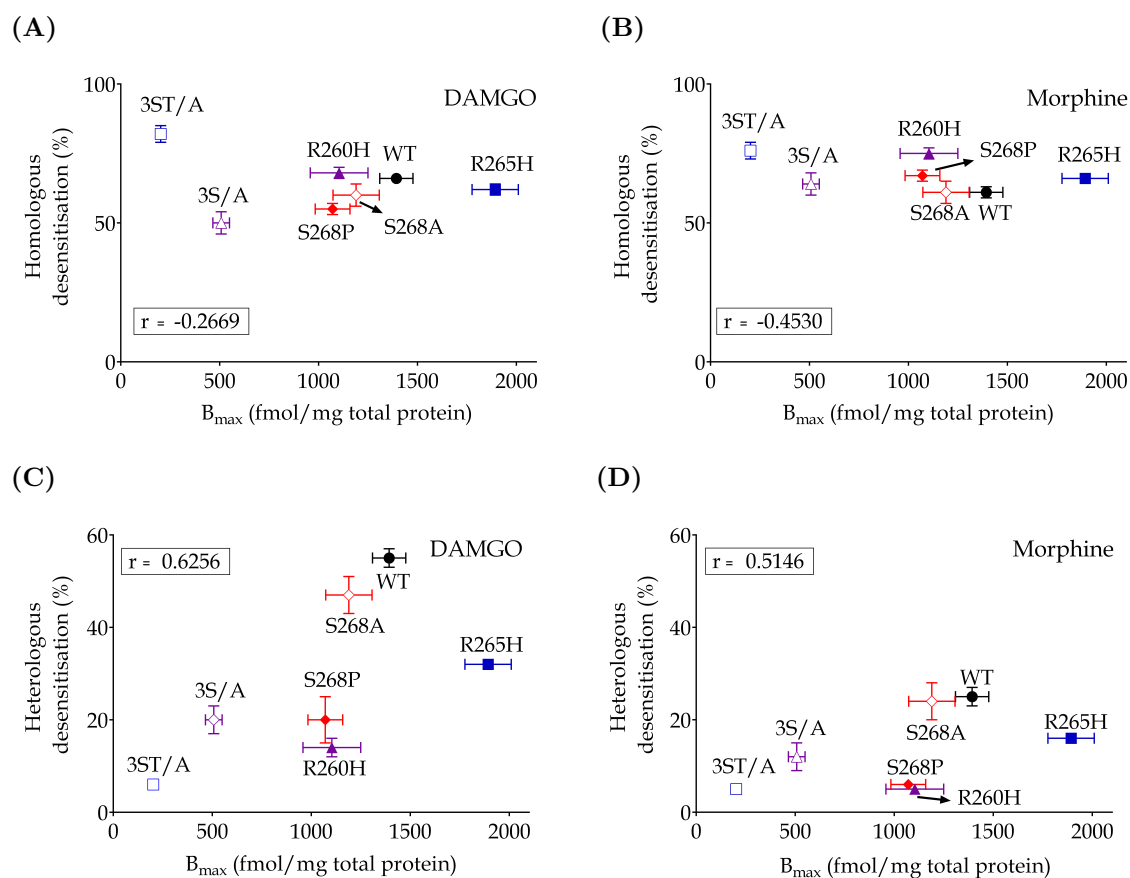 (A)
Homologous
desensitisation (%)
100
50
0
DAMGO
3ST/A
3S/A
R260H
WT
R265H
S268P
S268A
r = -0.2669
0 500 1000 1500 2000
Bmax (fmol/mg total protein)
(B)
Homologous
desensitisation (%)
100
50
0
Morphine
3ST/A
3S/A
R260H
S268P
R265H
S268A
WT
r = -0.4530
0 500 1000 1500 2000
Bmax (fmol/mg total protein)
(C)
Heterologous
desensitisation (%)
60
40
20
0
r = 0.6256
DAMGO
WT
S268A
R265H
S268P
3S/A
R260H
3ST/A
0 500 1000 1500 2000
Bmax (fmol/mg total protein)
(D)
Heterologous
desensitisation (%)
60
40
20
0
r = 0.5146
Morphine
WT
S268A
R265H
3S/A
3ST/A
S268P
R260H
0 500 1000 1500 2000
Bmax (fmol/mg total protein)